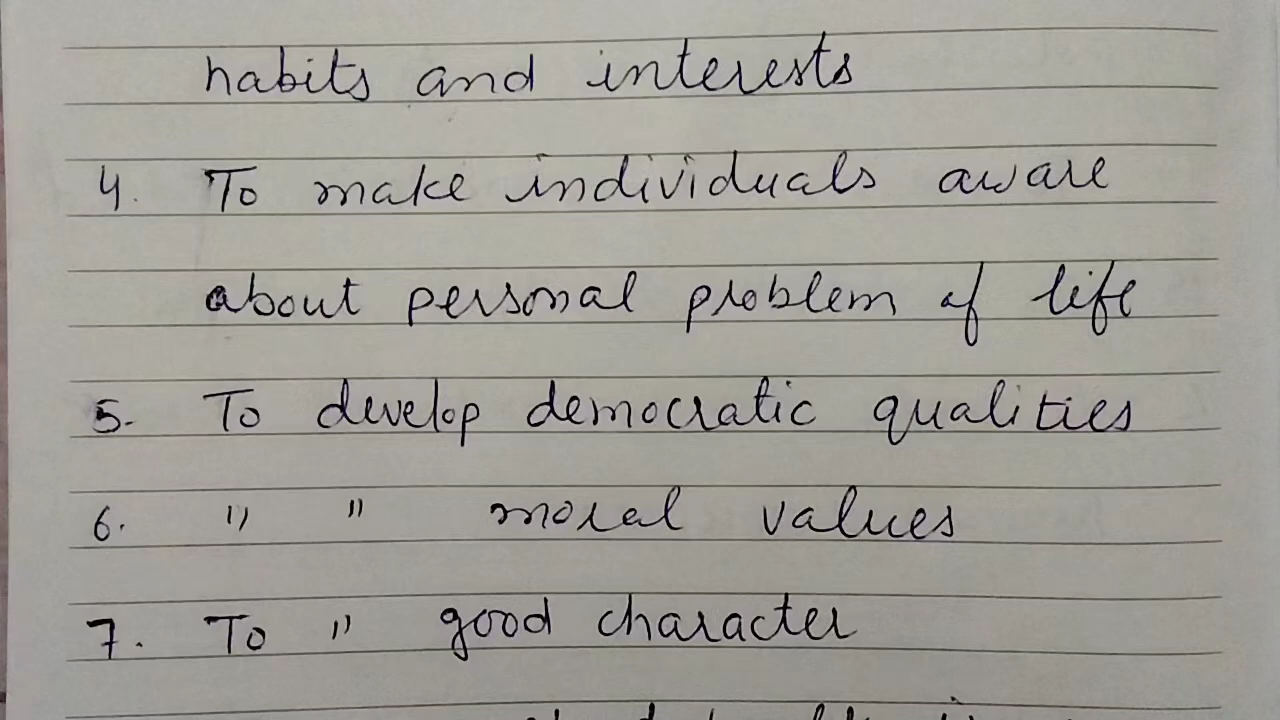 habits and interests
4. To make individuals aware
about personal problem of life
5. To develop democratic qualities
6. " " moral values
7. To " good character